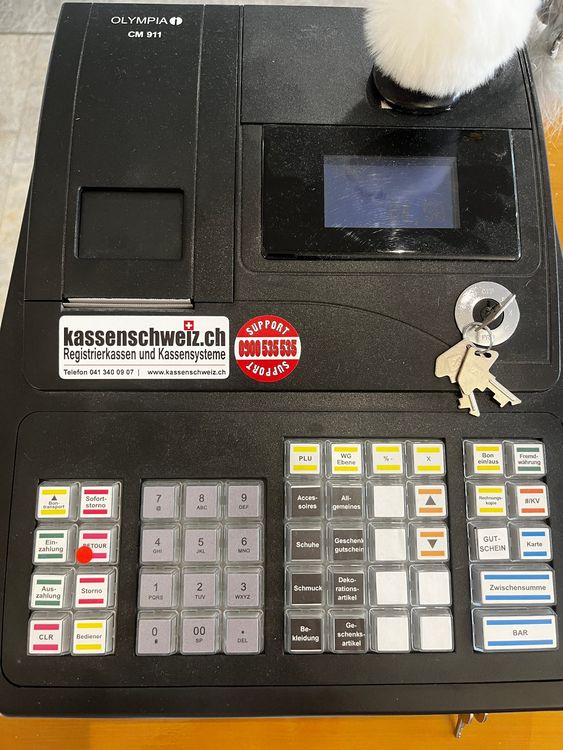 OLYMPIA
CM 911
kassenschweiz.ch
Registrierkassen und Kassensysteme
Telefon 041 340 09 07 | www.kassenschweiz.ch
SUPPORT
0900 535 535
SUPPORT
PLU
WG
Ebene
% -
X
Bon
ein/aus
Fremd-
währung
Bon
transport
Sofort-
storno
7
@
8
ABC
9
DEF
Acces-
soires
All-
gemeines
Rechnungs-
kopie
#/KV
Ein-
zahlung
RETOUR
4
GHI
5
JKL
6
MNO
Schuhe
Geschenk
gutschein
GUT-
SCHEIN
Karte
Aus-
zahlung
Storno
1
PQRS
2
TUV
3
WXYZ
Schmuck
Deko-
rations-
artikel
Zwischensumme
CLR
Bediener
0
00
SP
•
DEL
Be-
kleidung
Ge-
schenks-
artikel
BAR